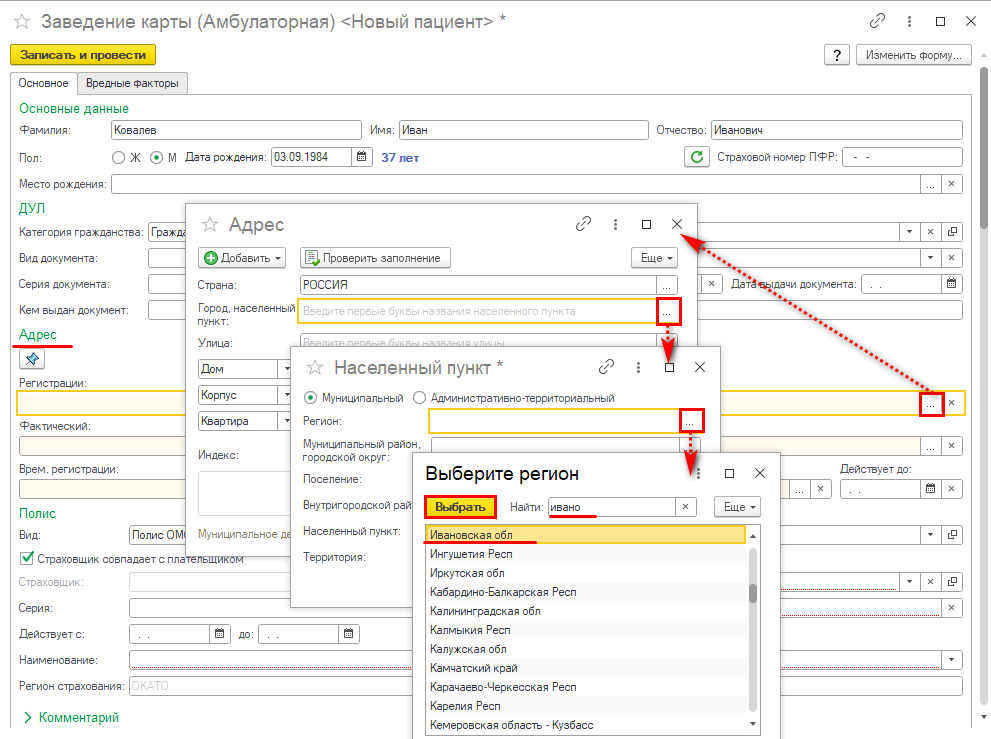 Заведение карты (Амбулаторная) <Новый пациент> *
Записать и провести
? Изменить форму...
Основное Вредные факторы
Основные данные
Фамилия: Ковалев Имя: Иван Отчество: Иванович
Пол: Ж М Дата рождения: 03.09.1984 37 лет Страховой номер ПФР: - -
Место рождения: ... ×
ДУЛ
Категория гражданства: Гражда
Вид документа:
Серия документа: Дата выдачи документа: . .
Кем выдан документ:
Адрес
Регистрации:
... ×
Фактический:
... ×
Врем. регистрации: Действует до:
... × . . ×
Полис
Вид: Полис ОМС
Страховщик совпадает с плательщиком
Страховщик:
Серия:
Действует с: . . до: . .
Наименование:
Регион страхования: ОКАТО
Комментарий
Адрес
Добавить Проверить заполнение Еще
Страна: РОССИЯ ...
Город, населенный Введите первые буквы названия населенного пункта ...
пункт:
Улица: Введите первые буквы названия улицы
Дом
Корпус
Квартира
Индекс:
Муниципальное де
Населенный пункт *
Муниципальный Административно-территориальный
Регион: ...
Муниципальный район,
городской округ:
Поселение:
Внутригородской рай
Населенный пункт:
Территория:
Выберите регион
Выбрать Найти: ивано × Еще
Ивановская обл
Ингушетия Респ
Иркутская обл
Кабардино-Балкарская Респ
Калининградская обл
Калмыкия Респ
Калужская обл
Камчатский край
Карачаево-Черкесская Респ
Карелия Респ
Кемеровская область - Кузбасс